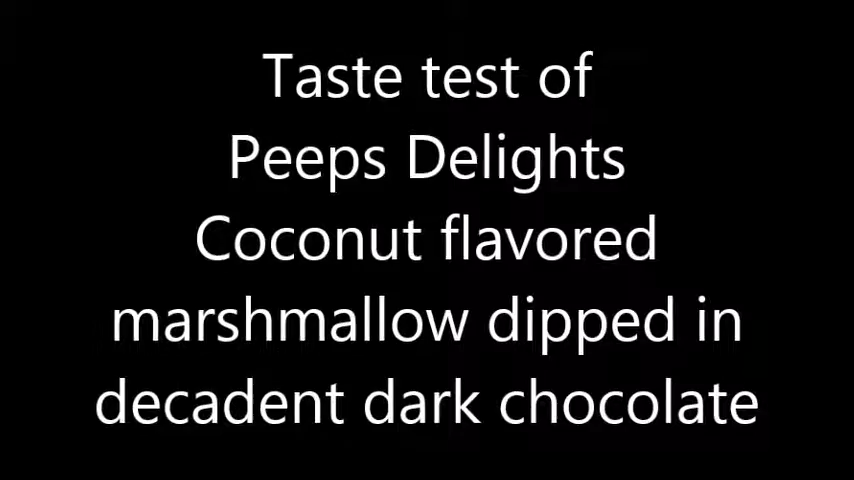 Taste test of
Peeps Delights
Coconut flavored
marshmallow dipped in
decadent dark chocolate